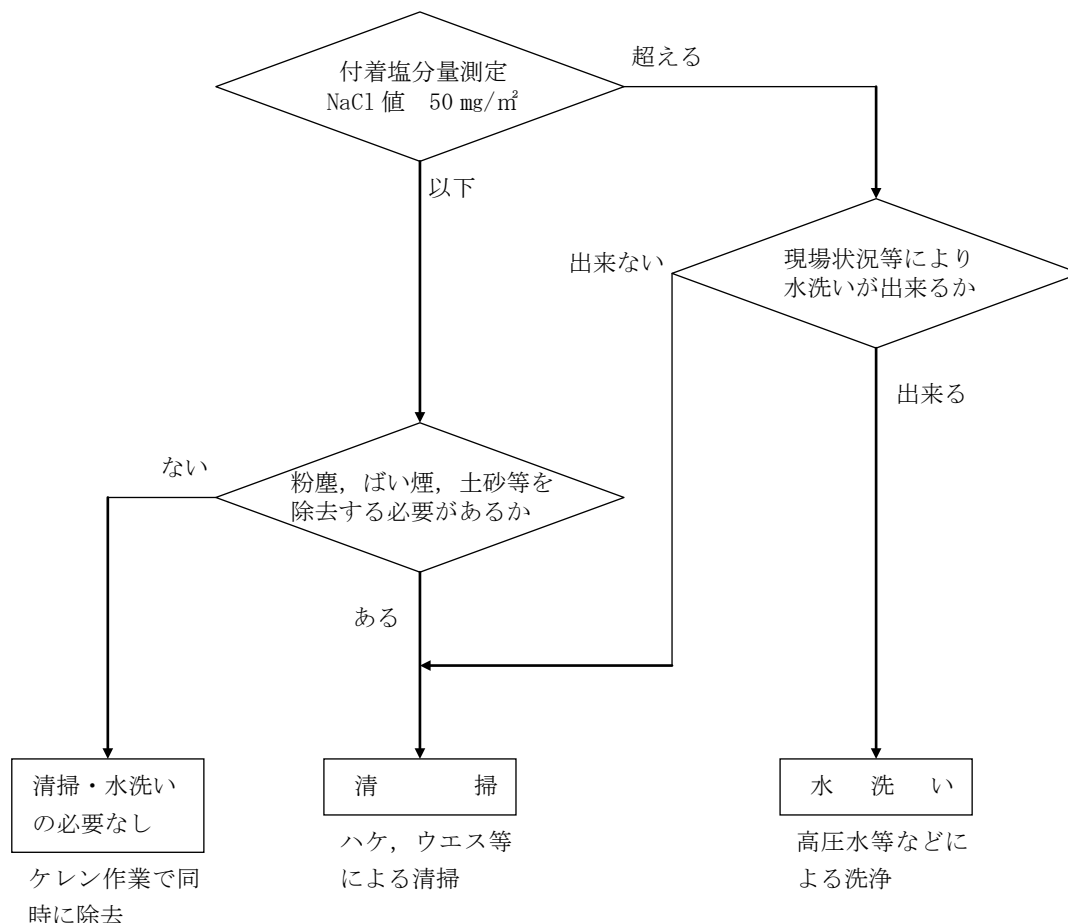 付着塩分量測定
NaCl値　50㎎/㎡
超える
以下
出来ない
現場状況等により
水洗いが出来るか
出来る
ない
粉塵，ばい煙，土砂等を
除去する必要があるか
ある
清掃・水洗い
の必要なし
ケレン作業で同
時に除去
清　　　掃
ハケ，ウエス等
による清掃
水　洗　い
高圧水等などに
よる洗浄